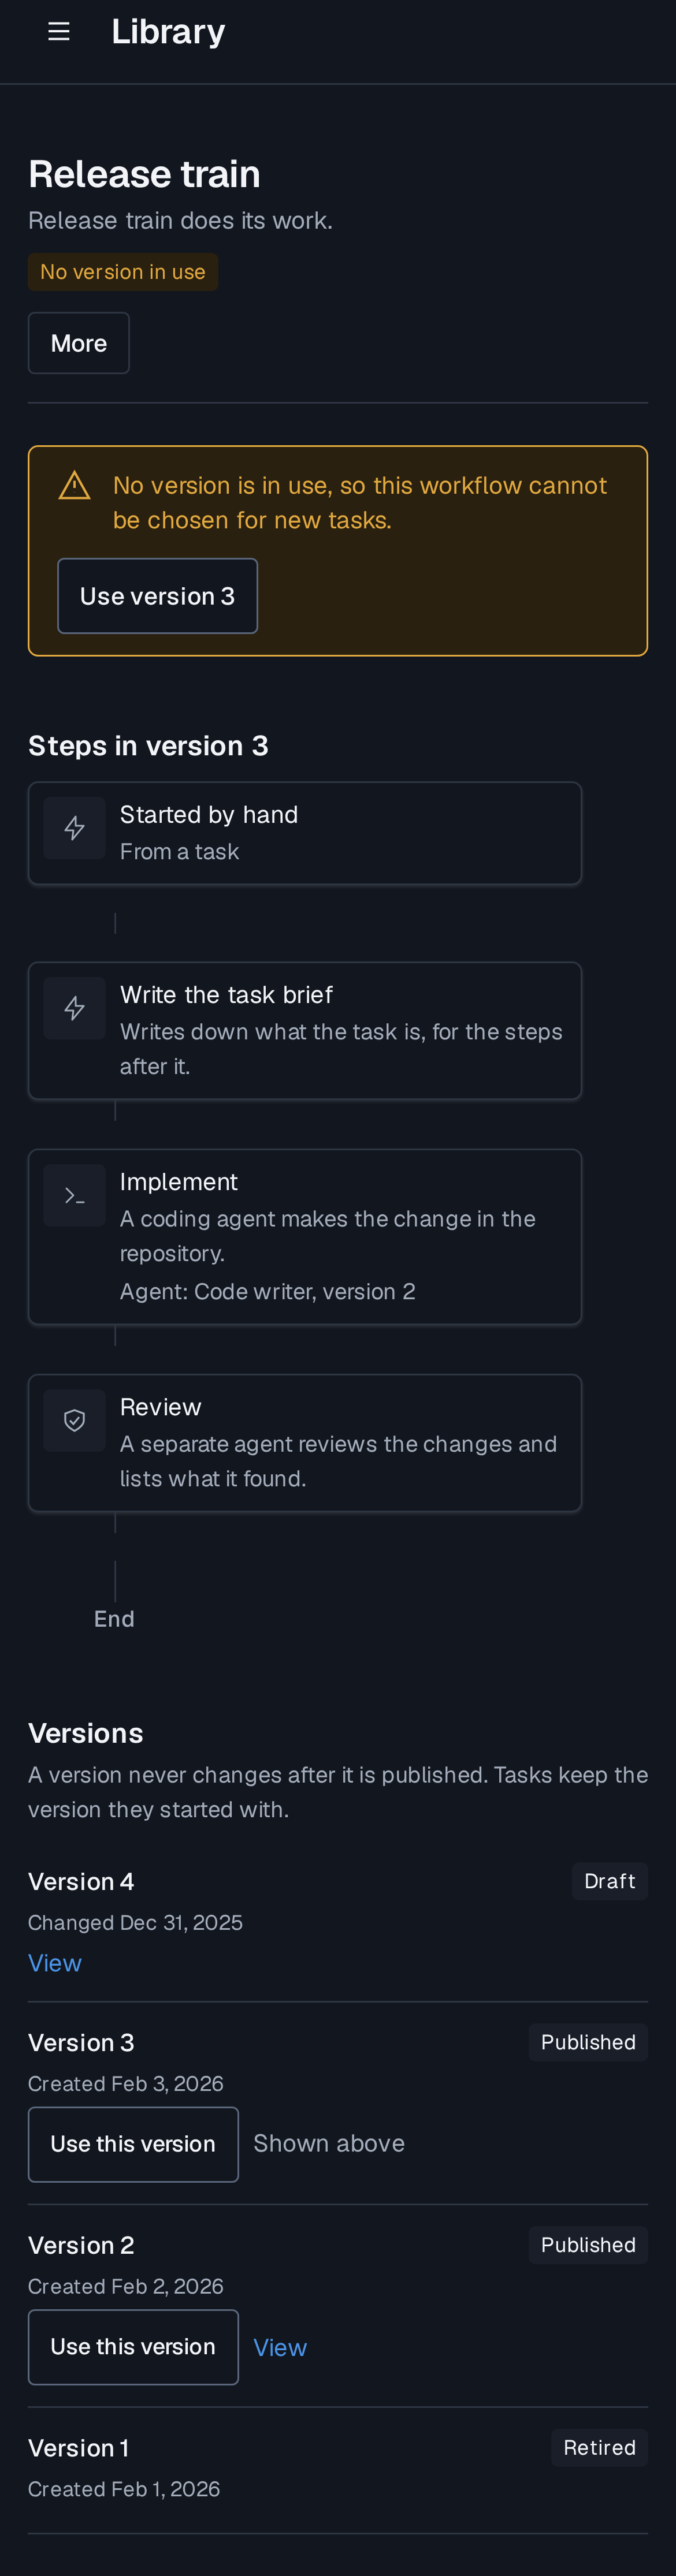 Library
Release train
Release train does its work.
No version in use
More
No version is in use, so this workflow cannot
be chosen for new tasks.
Use version 3
Steps in version 3
Started by hand
From a task
Write the task brief
Writes down what the task is, for the steps
after it.
Implement
A coding agent makes the change in the
repository.
Agent: Code writer, version 2
Review
A separate agent reviews the changes and
lists what it found.
End
Versions
A version never changes after it is published. Tasks keep the
version they started with.
Version 4
Draft
Changed Dec 31, 2025
View
Version 3
Published
Created Feb 3, 2026
Use this version
Shown above
Version 2
Published
Created Feb 2, 2026
Use this version
View
Version 1
Retired
Created Feb 1, 2026